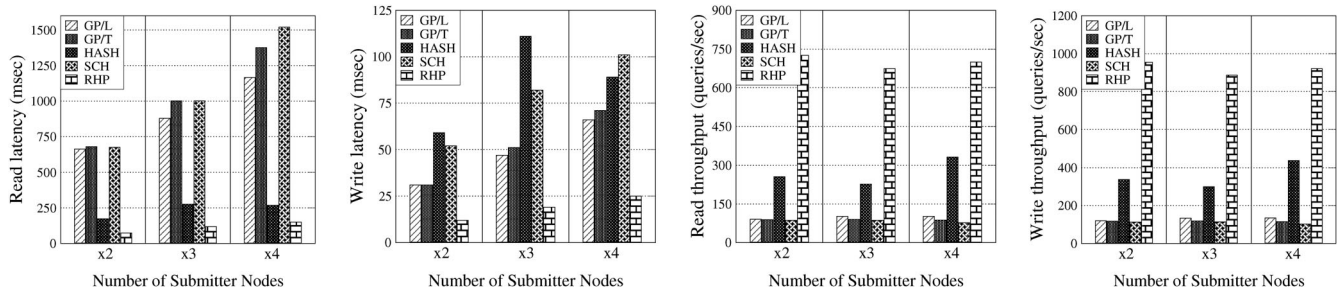 Read latency (msec)
1500
1250
1000
750
500
250
0
GP/L
GP/T
HASH
SCH
RHP
x2
x3
x4
Number of Submitter Nodes
Write latency (msec)
125
100
75
50
25
0
GP/L
GP/T
HASH
SCH
RHP
x2
x3
x4
Number of Submitter Nodes
Read throughput (queries/sec)
900
750
600
450
300
150
0
GP/L
GP/T
HASH
SCH
RHP
x2
x3
x4
Number of Submitter Nodes
Write throughput (queries/sec)
1200
1000
800
600
400
200
0
GP/L
GP/T
HASH
SCH
RHP
x2
x3
x4
Number of Submitter Nodes